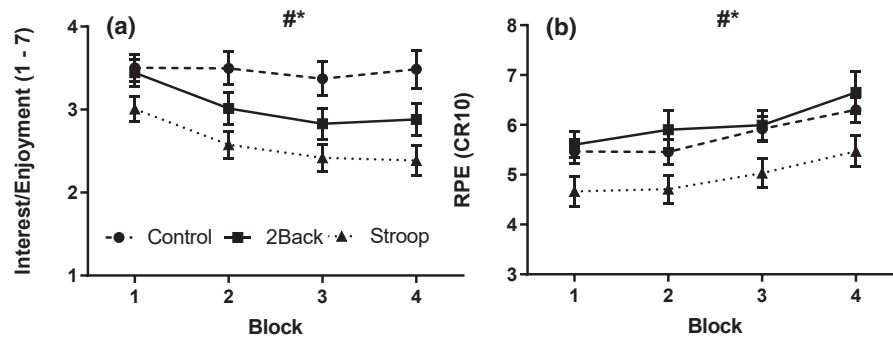 (a)
#*
Interest/Enjoyment (1 - 7)
4
3
2
1
Control
2Back
Stroop
1 2 3 4
Block
(b)
#*
RPE (CR10)
8
7
6
5
4
3
1 2 3 4
Block